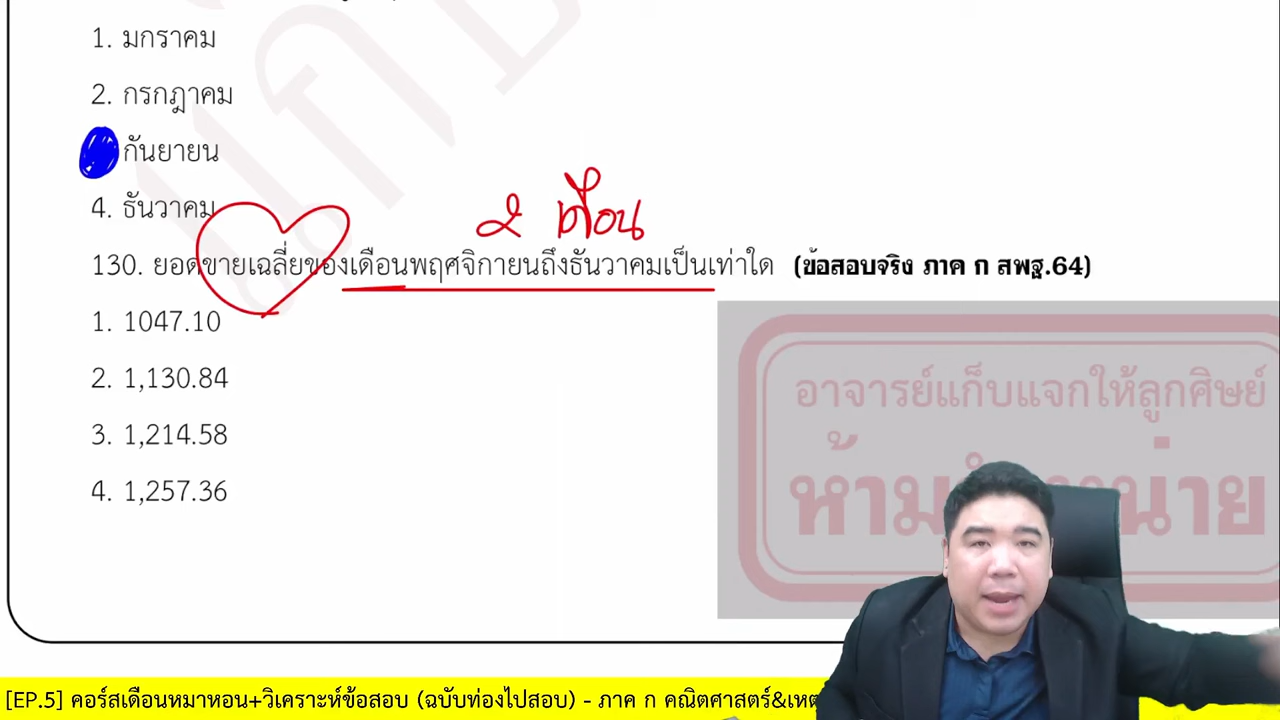 1. มกราคม
2. กรกฎาคม
กันยายน
4. ธันวาคม
2 เดือน
130. ยอดขายเฉลี่ยของเดือนพฤศจิกายนถึงธันวาคมเป็นเท่าใด (ข้อสอบจริง ภาค ก สพฐ.64)
1. 1047.10
2. 1,130.84
3. 1,214.58
4. 1,257.36
อาจารย์แก็บแจกให้ลูกศิษย์
[EP.5] คอร์สเดือนหมาหอน+วิเคราะห์ข้อสอบ (ฉบับท่องไปสอบ) - ภาค ก คณิตศาสตร์&